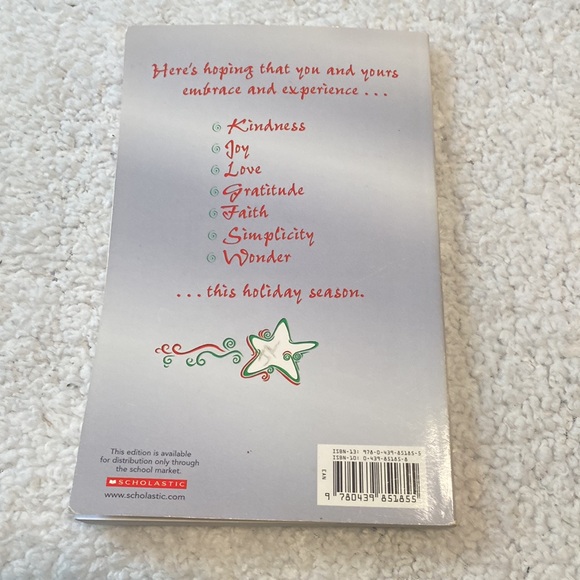 Here's hoping that you and yours
embrace and experience . . .
Kindness
Joy
Love
Gratitude
Faith
Simplicity
Wonder
. . . this holiday season.
This edition is available
for distribution only through
the school market.
SCHOLASTIC
www.scholastic.com
ISBN-13: 978-0-439-85185-5
ISBN-10: 0-439-85185-8
9 780439 851855